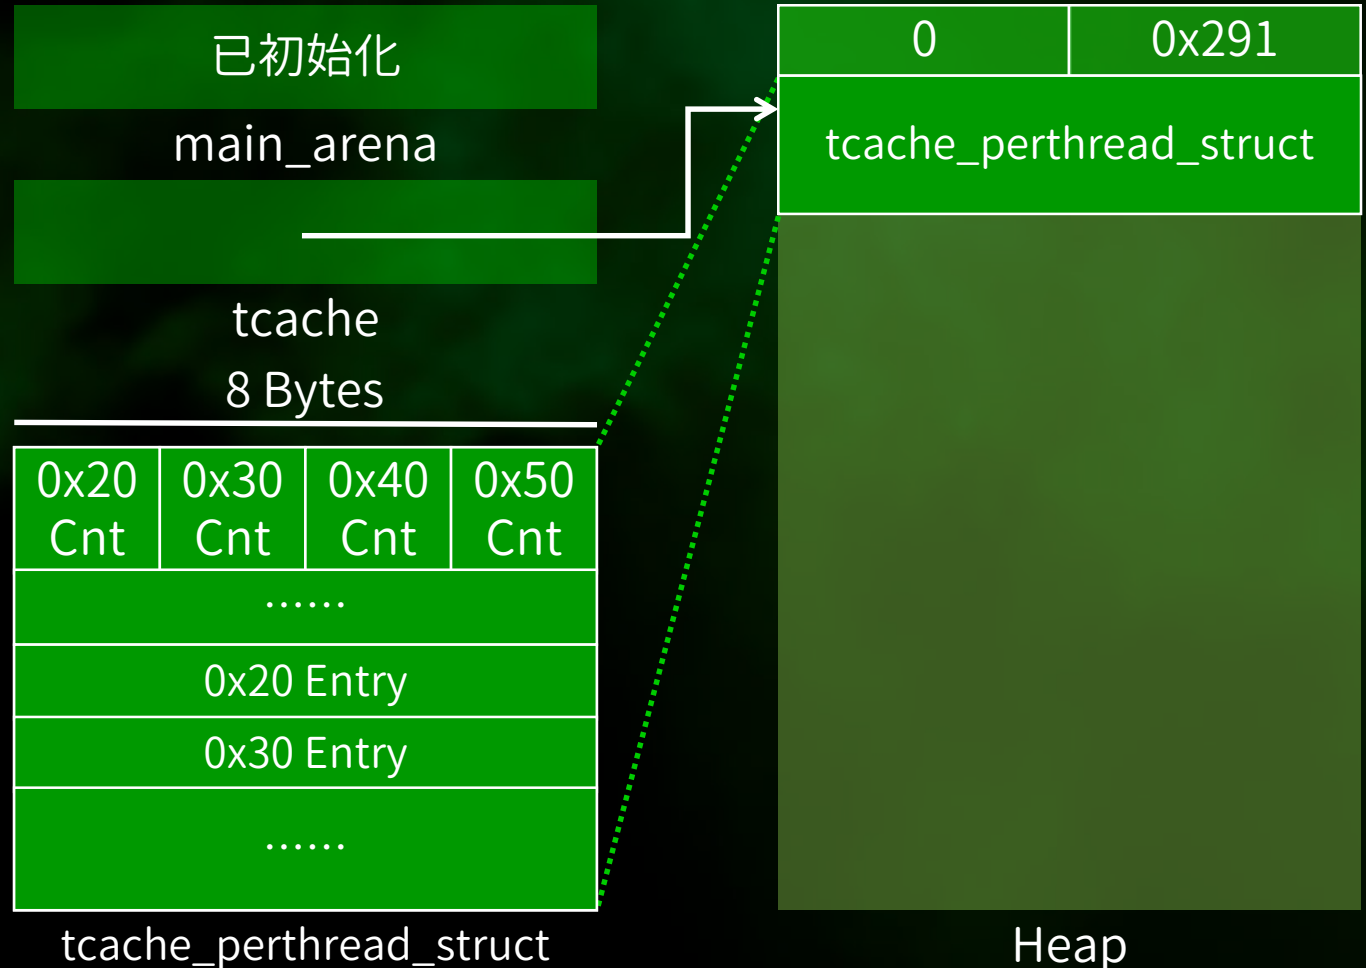 已初始化
main_arena
tcache
8 Bytes
0x20 Cnt
0x30 Cnt
0x40 Cnt
0x50 Cnt
......
0x20 Entry
0x30 Entry
......
tcache_perthread_struct
0
0x291
tcache_perthread_struct
Heap